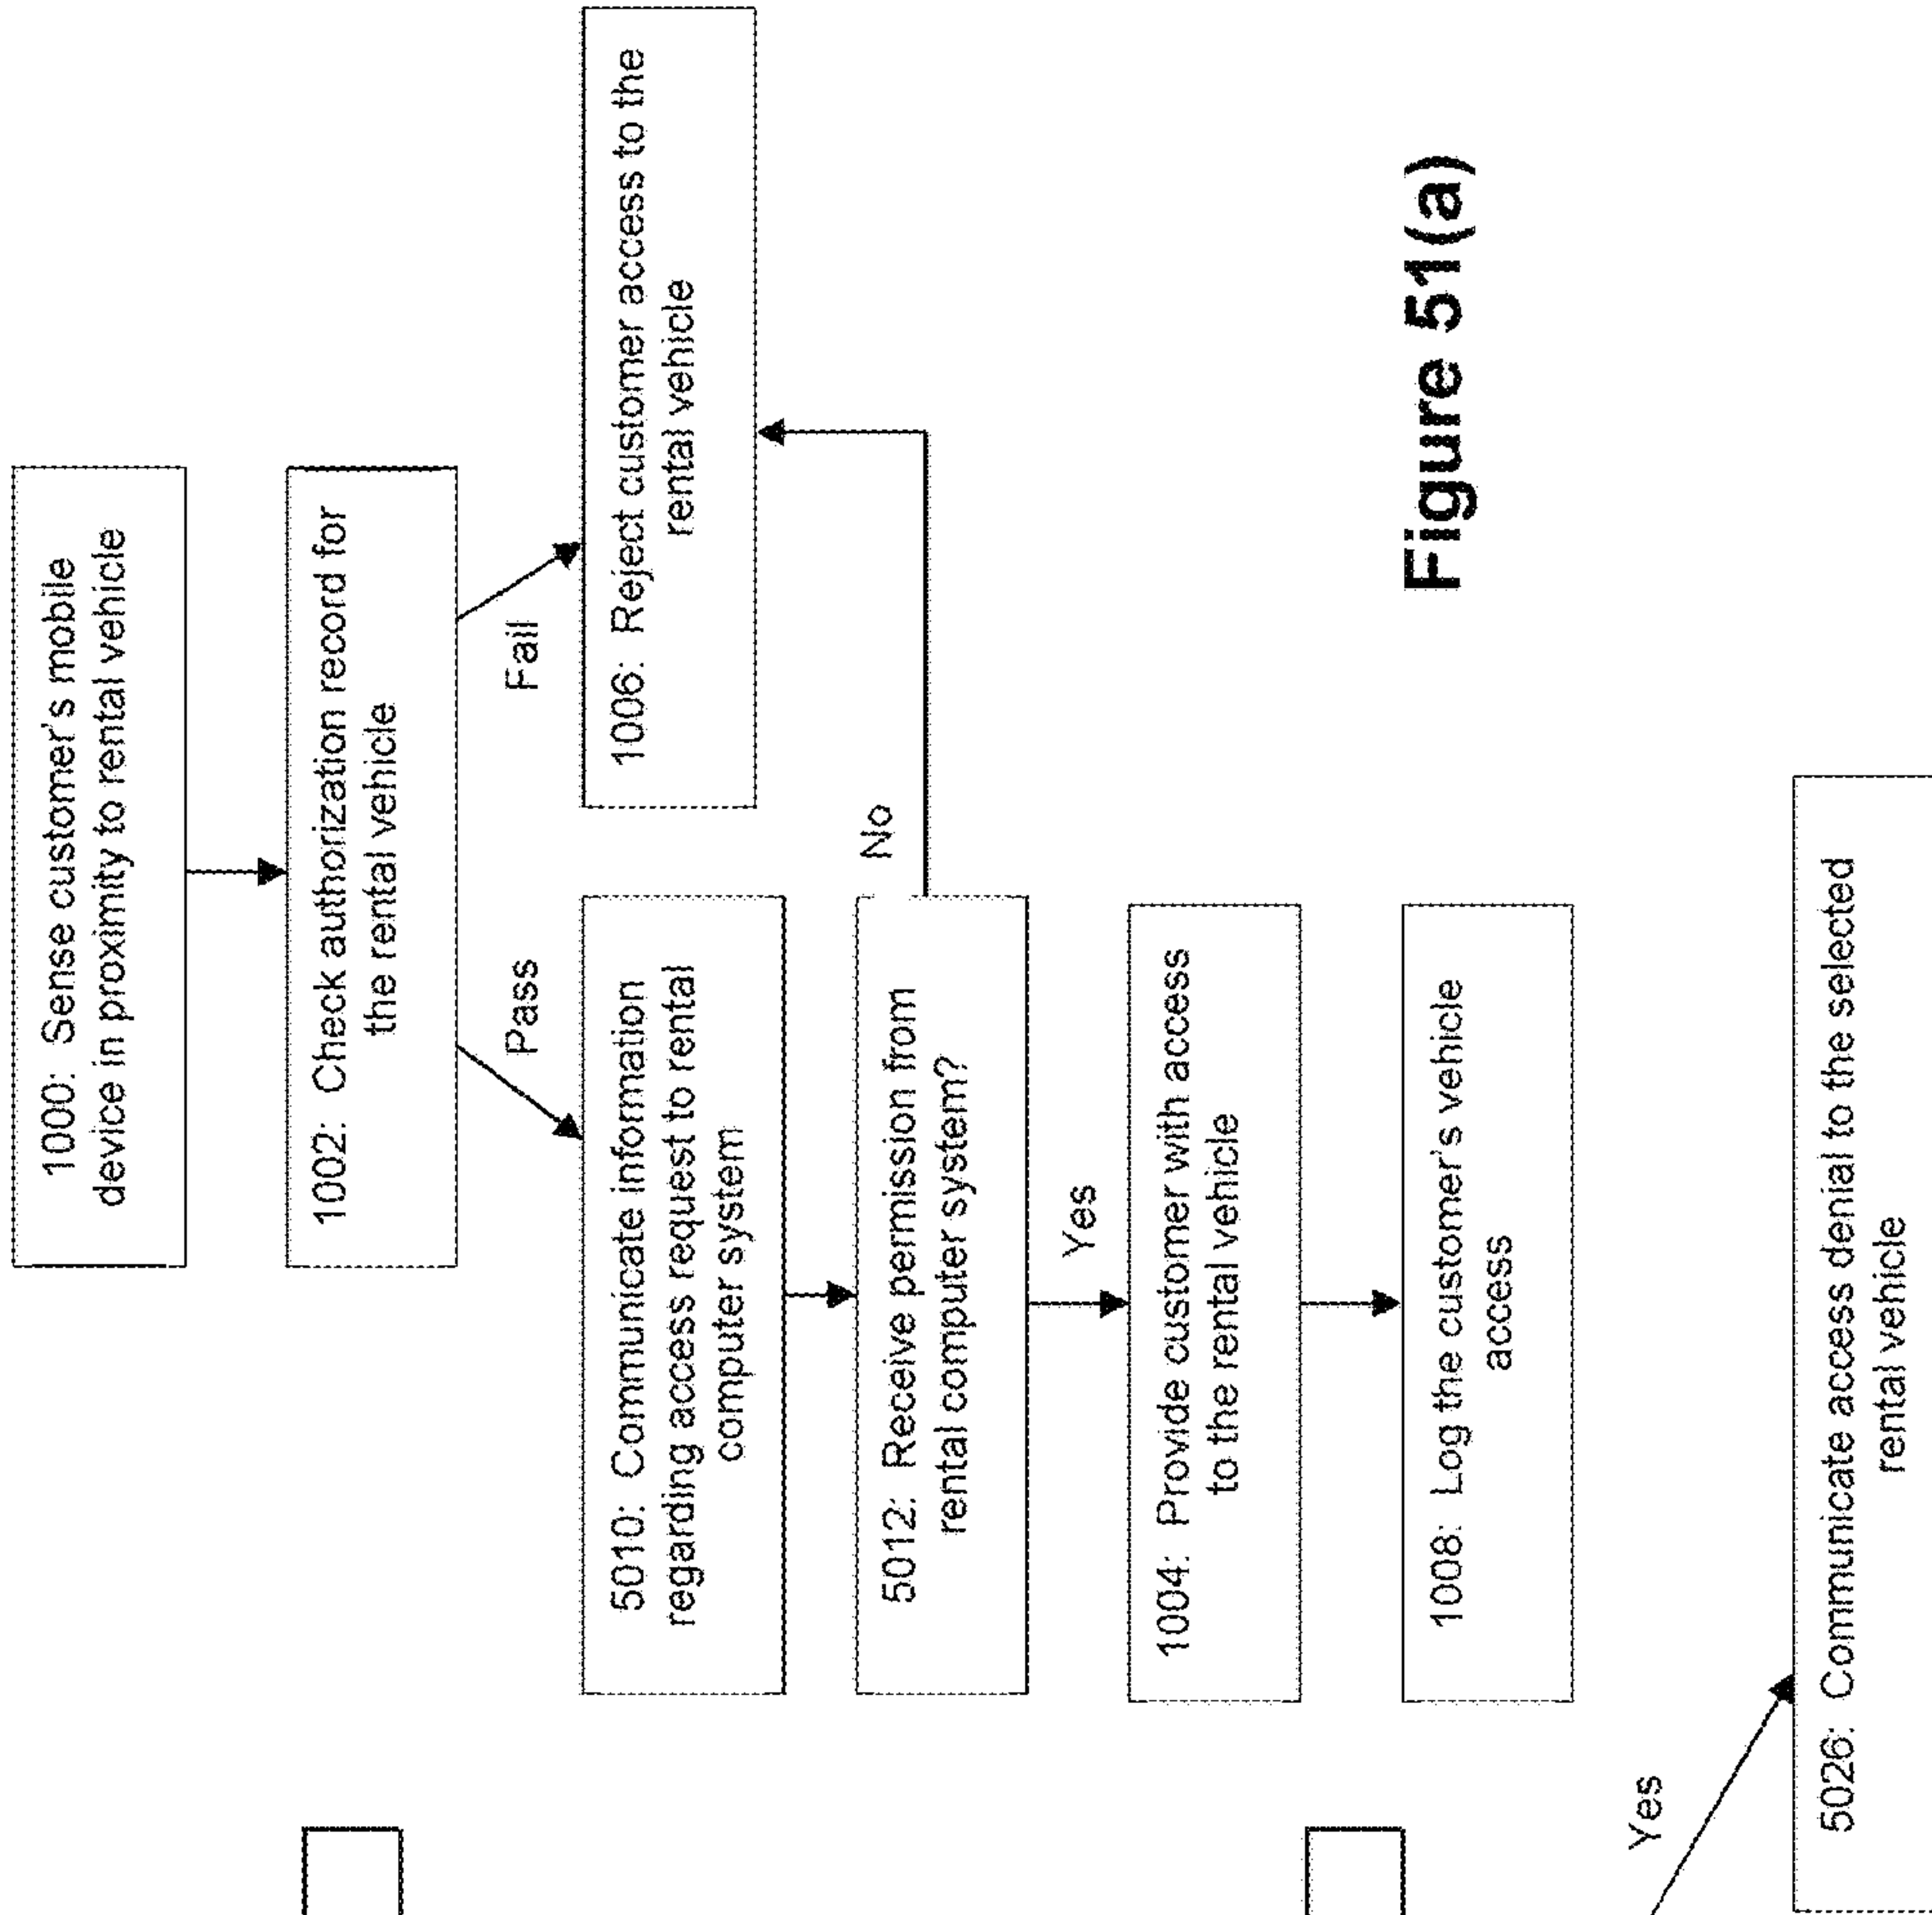 1000: Sense customer's mobile
device in proximity to rental vehicle
1002: Check authorization record for
the rental vehicle
Pass
Fail
5010: Communicate information
regarding access request to rental
computer system
1006: Reject customer access to the
rental vehicle
5012: Receive permission from
rental computer system?
No
Yes
1004: Provide customer with access
to the rental vehicle
1008: Log the customer's vehicle
access
Figure 51(a)
Yes
5026: Communicate access denial to the selected
rental vehicle